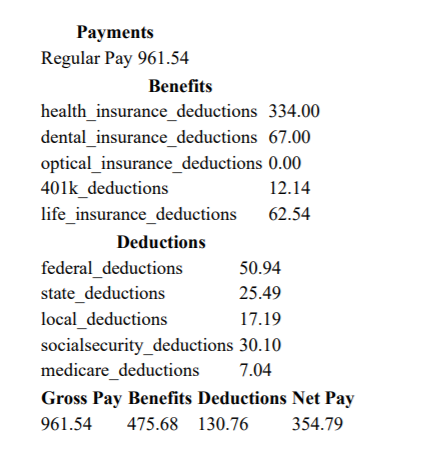 Payments
Regular Pay 961.54
Benefits
health_insurance_deductions 334.00
dental_insurance_deductions 67.00
optical_insurance_deductions 0.00
401k_deductions 12.14
life_insurance_deductions 62.54
Deductions
federal_deductions 50.94
state_deductions 25.49
local_deductions 17.19
socialsecurity_deductions 30.10
medicare_deductions 7.04
Gross Pay Benefits Deductions Net Pay
961.54 475.68 130.76 354.79